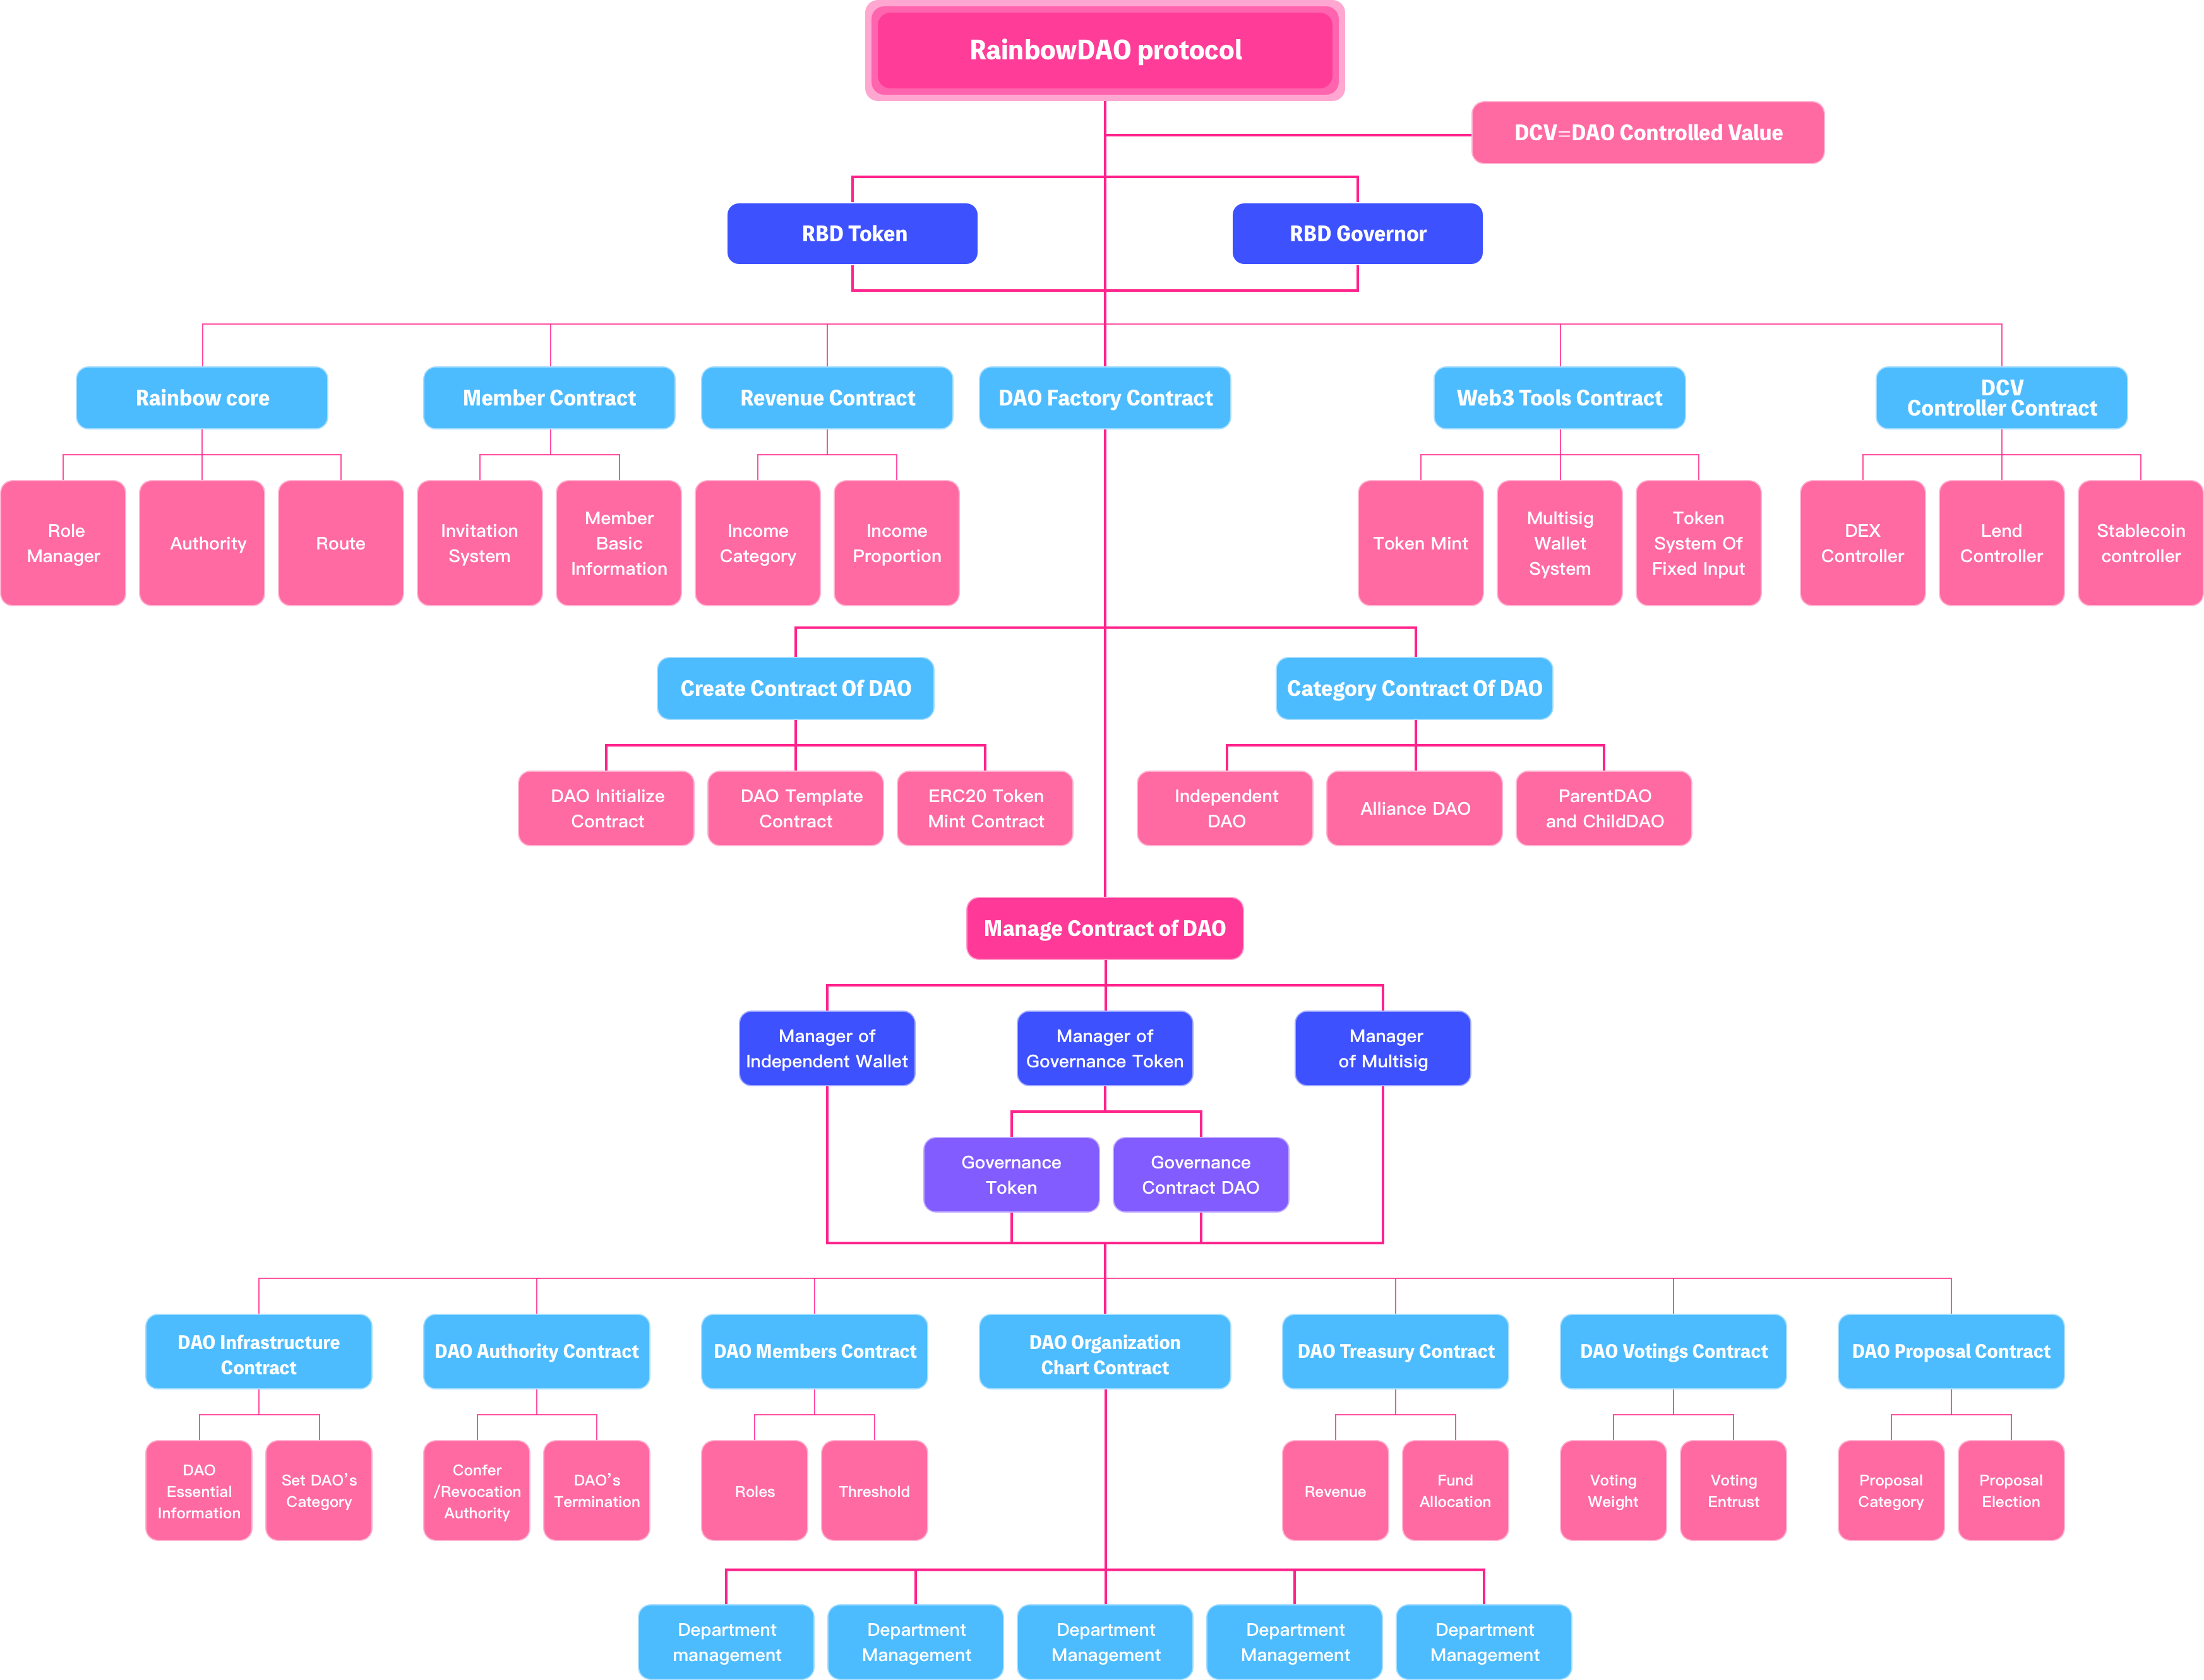 RainbowDAO protocol
DCV=DAO Controlled Value
RBD Token
RBD Governor
Rainbow core
Member Contract
Revenue Contract
DAO Factory Contract
Web3 Tools Contract
DCV
Controller Contract
Role
Manager
Authority
Route
Invitation
System
Member
Basic
Information
Income
Category
Income
Proportion
Token Mint
Multisig
Wallet
System
Token
System Of
Fixed Input
DEX
Controller
Lend
Controller
Stablecoin
controller
Create Contract Of DAO
Category Contract Of DAO
DAO Initialize
Contract
DAO Template
Contract
ERC20 Token
Mint Contract
Independent
DAO
Alliance DAO
ParentDAO
and ChildDAO
Manage Contract of DAO
Manager of
Independent Wallet
Manager of
Governance Token
Manager
of Multisig
Governance
Token
Governance
Contract DAO
DAO Infrastructure
Contract
DAO Authority Contract
DAO Members Contract
DAO Organization
Chart Contract
DAO Treasury Contract
DAO Votings Contract
DAO Proposal Contract
DAO
Essential
Information
Set DAO's
Category
Confer
/Revocation
Authority
DAO's
Termination
Roles
Threshold
Revenue
Fund
Allocation
Voting
Weight
Voting
Entrust
Proposal
Category
Proposal
Election
Department
management
Department
Management
Department
Management
Department
Management
Department
Management